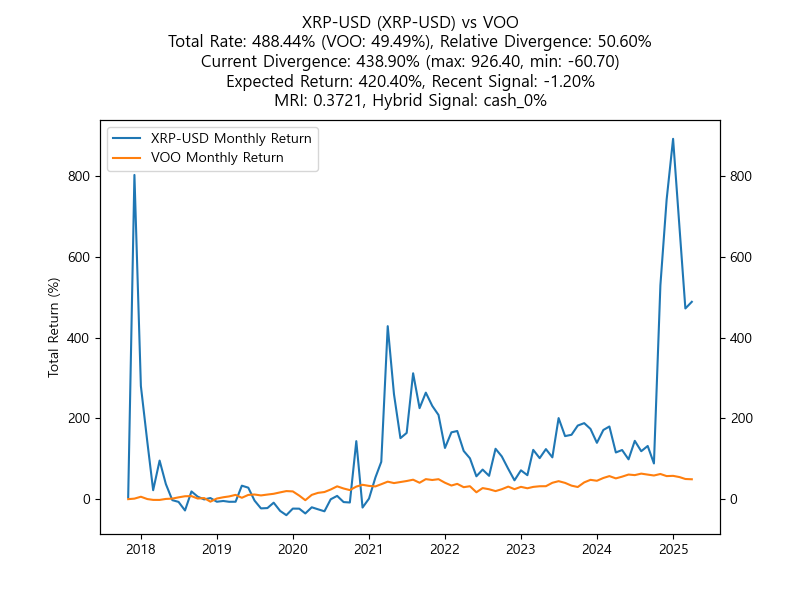 XRP-USD (XRP-USD) vs VOO
Total Rate: 488.44% (VOO: 49.49%), Relative Divergence: 50.60%
Current Divergence: 438.90% (max: 926.40, min: -60.70)
Expected Return: 420.40%, Recent Signal: -1.20%
MRI: 0.3721, Hybrid Signal: cash_0%
XRP-USD Monthly Return
VOO Monthly Return
Total Return (%)
800
600
400
200
0
800
600
400
200
0
2018 2019 2020 2021 2022 2023 2024 2025